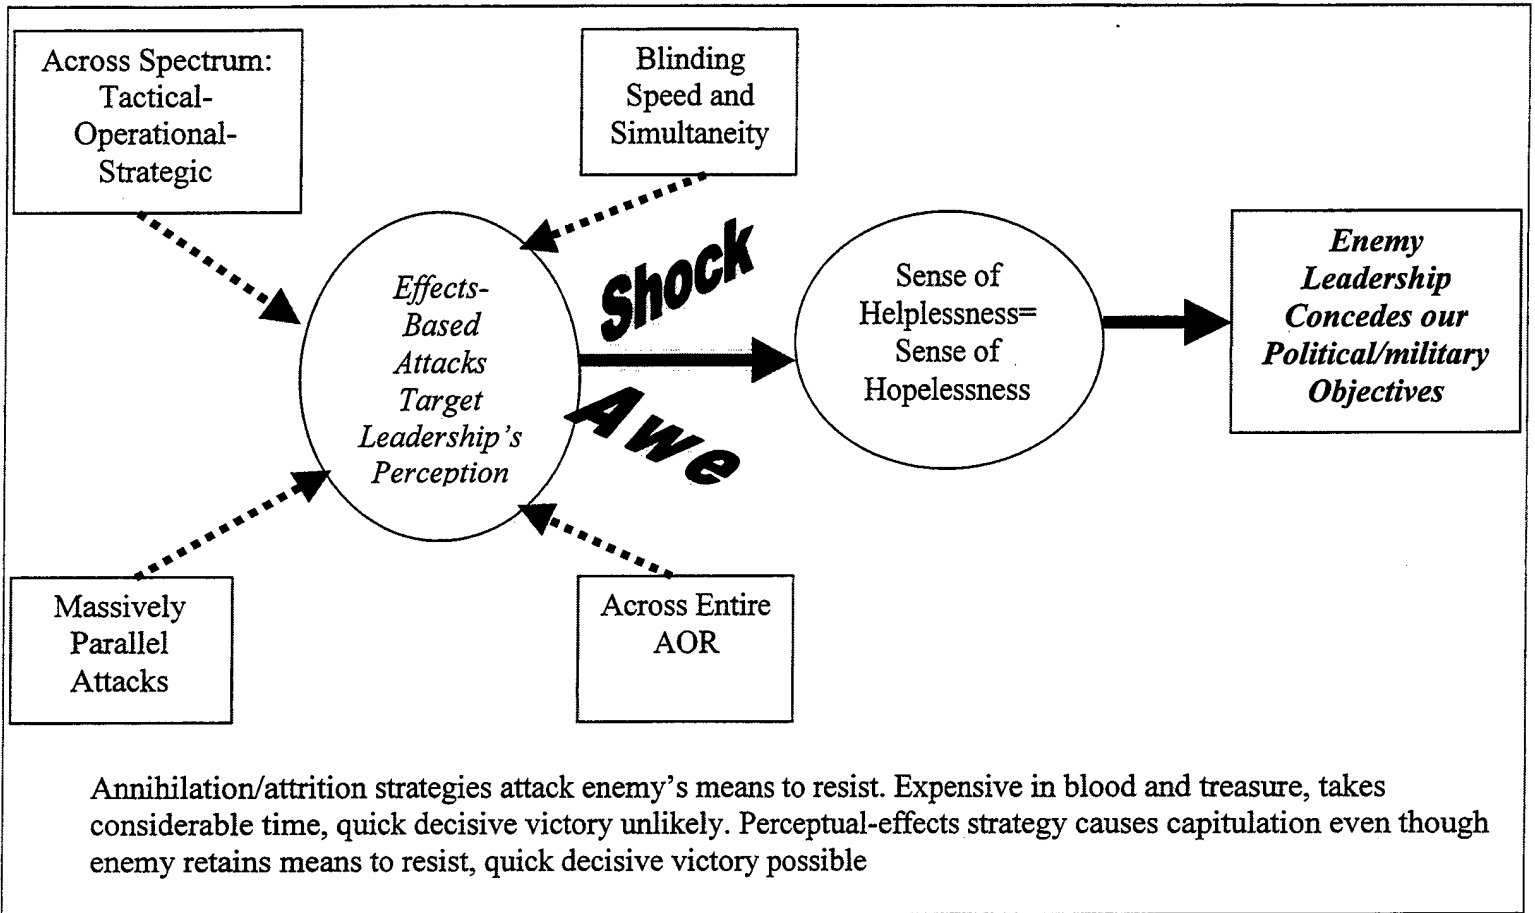 Across Spectrum:
Tactical-
Operational-
Strategic
Blinding
Speed and
Simultaneity
Effects-
Based
Attacks
Target
Leadership's
Perception
Shock
Awe
Sense of
Helplessness=
Sense of
Hopelessness
Enemy
Leadership
Concedes our
Political/military
Objectives
Massively
Parallel
Attacks
Across Entire
AOR
Annihilation/attrition strategies attack enemy's means to resist. Expensive in blood and treasure, takes
considerable time, quick decisive victory unlikely. Perceptual-effects strategy causes capitulation even though
enemy retains means to resist, quick decisive victory possible